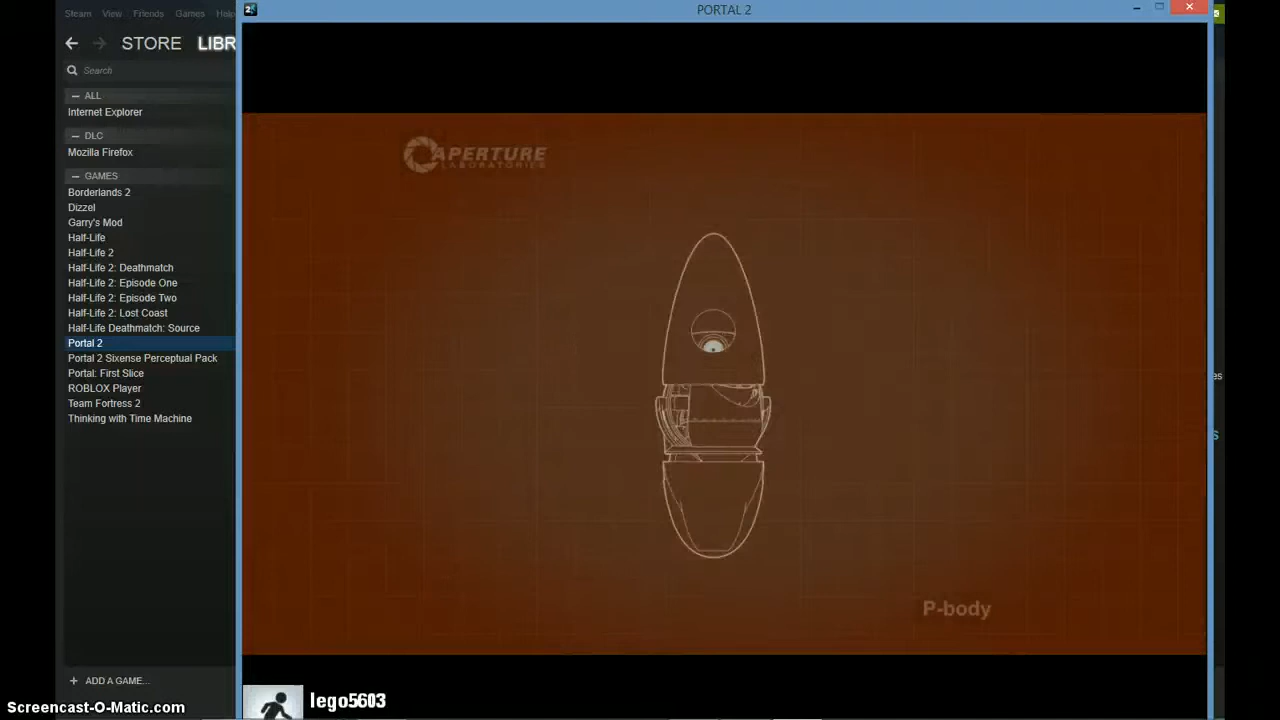 Steam View Friends Games Help
PORTAL 2
STORE LIBR
Search
ALL
Internet Explorer
DLC
Mozilla Firefox
GAMES
Borderlands 2
Dizzel
Garry's Mod
Half-Life
Half-Life 2
Half-Life 2: Deathmatch
Half-Life 2: Episode One
Half-Life 2: Episode Two
Half-Life 2: Lost Coast
Half-Life Deathmatch: Source
Portal 2
Portal 2 Sixense Perceptual Pack
Portal: First Slice
ROBLOX Player
Team Fortress 2
Thinking with Time Machine
+ ADD A GAME...
APERTURE
LABORATORIES
P-body
es
S
lego5603
Screencast-O-Matic.com